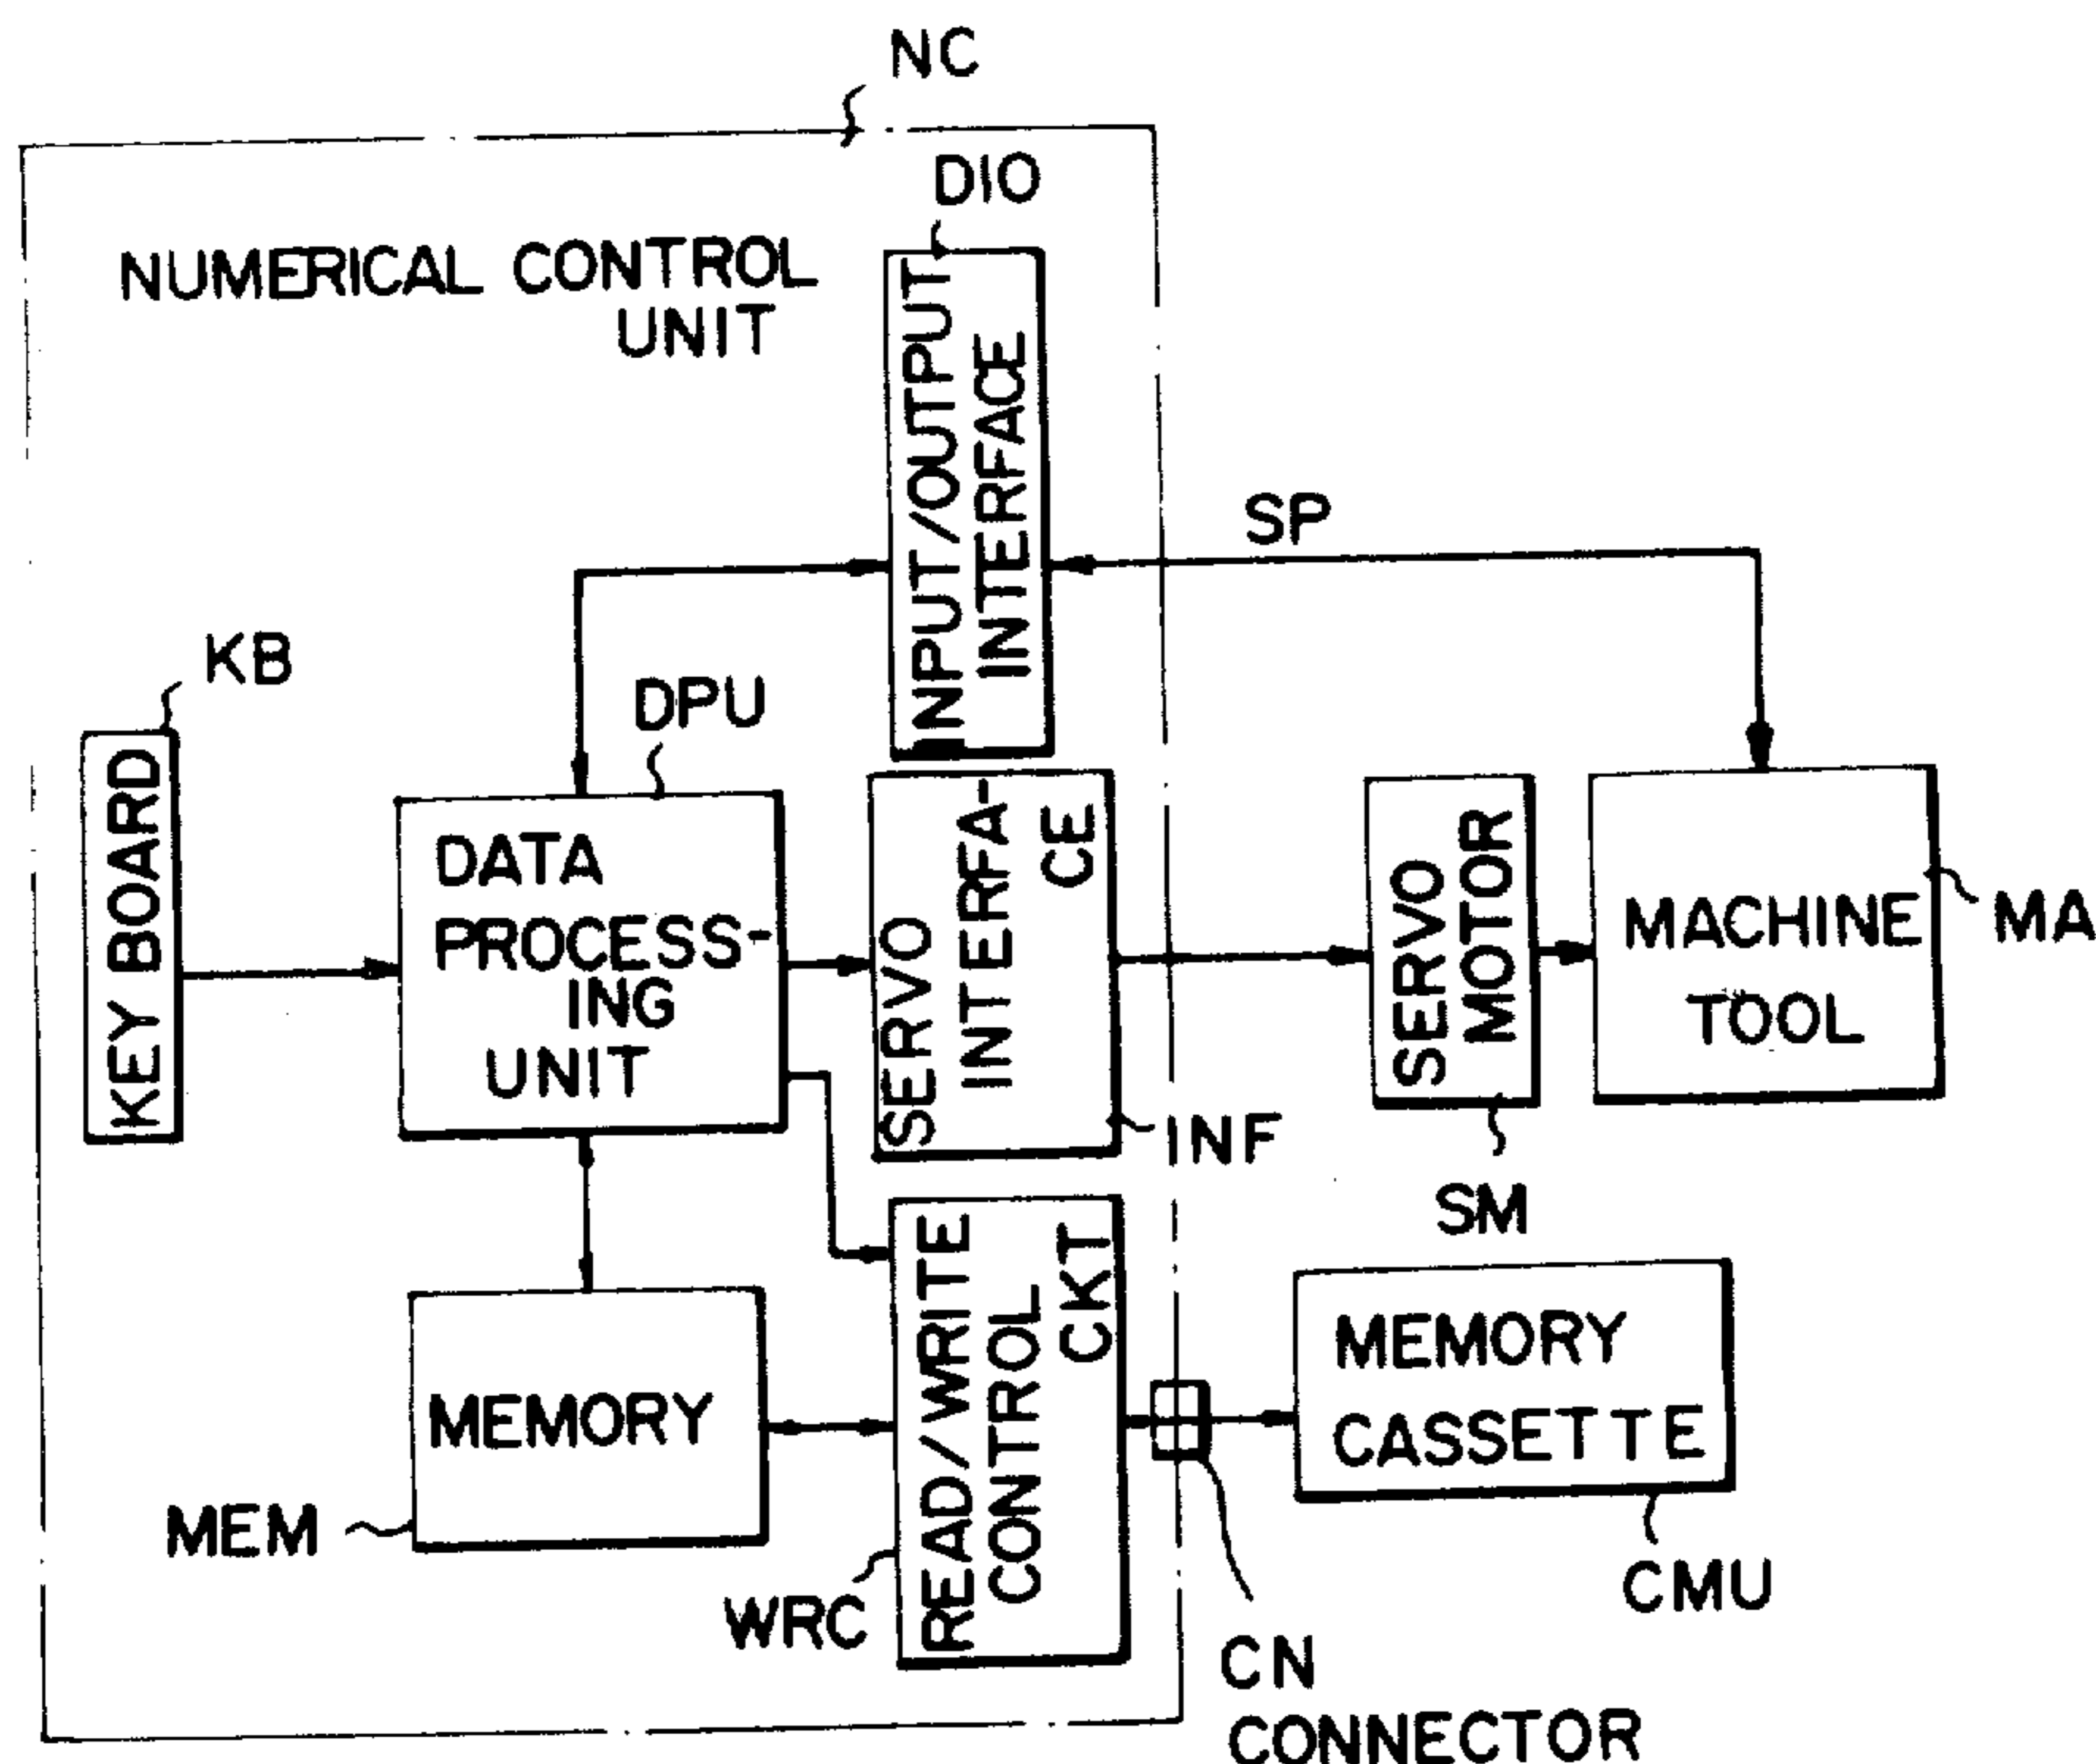 NC
DIO
NUMERICAL CONTROL
UNIT
INPUT/OUTPUT
INTERFACE
SP
KB
DPU
KEY BOARD
DATA
PROCESS-
ING
UNIT
SERVO
INTERFA-
CE
SERVO
MOTOR
MACHINE
TOOL
MA
INF
SM
MEMORY
MEM
READ/WRITE
CONTROL
CKT
WRC
MEMORY
CASSETTE
CMU
CN
CONNECTOR